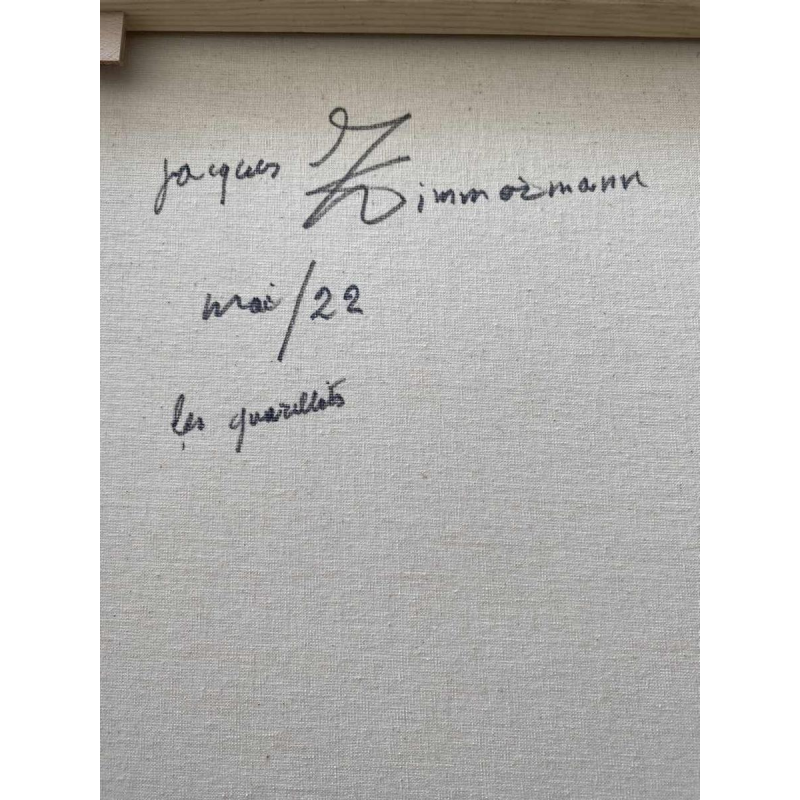 jacques Zimmermann
mai/22
les